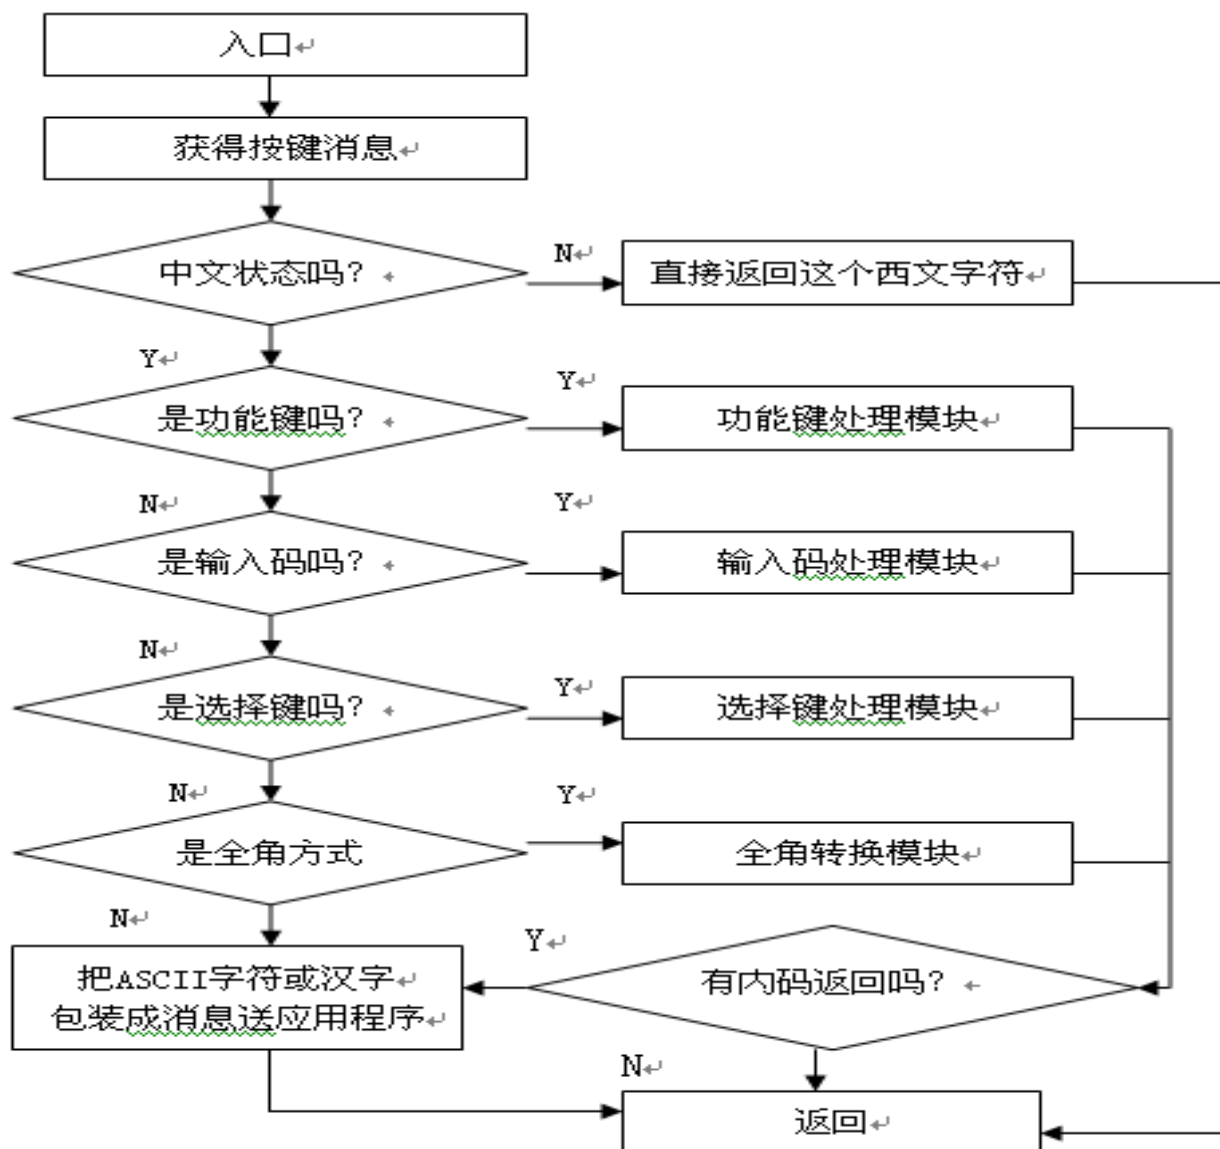 入口
获得按键消息
中文状态吗?
N
直接返回这个西文字符
Y
是功能键吗?
Y
功能键处理模块
N
是输入码吗?
Y
输入码处理模块
N
是选择键吗?
Y
选择键处理模块
N
是全角方式
Y
全角转换模块
N
把ASCII字符或汉字
包装成消息送应用程序
Y
有内码返回吗?
N
返回